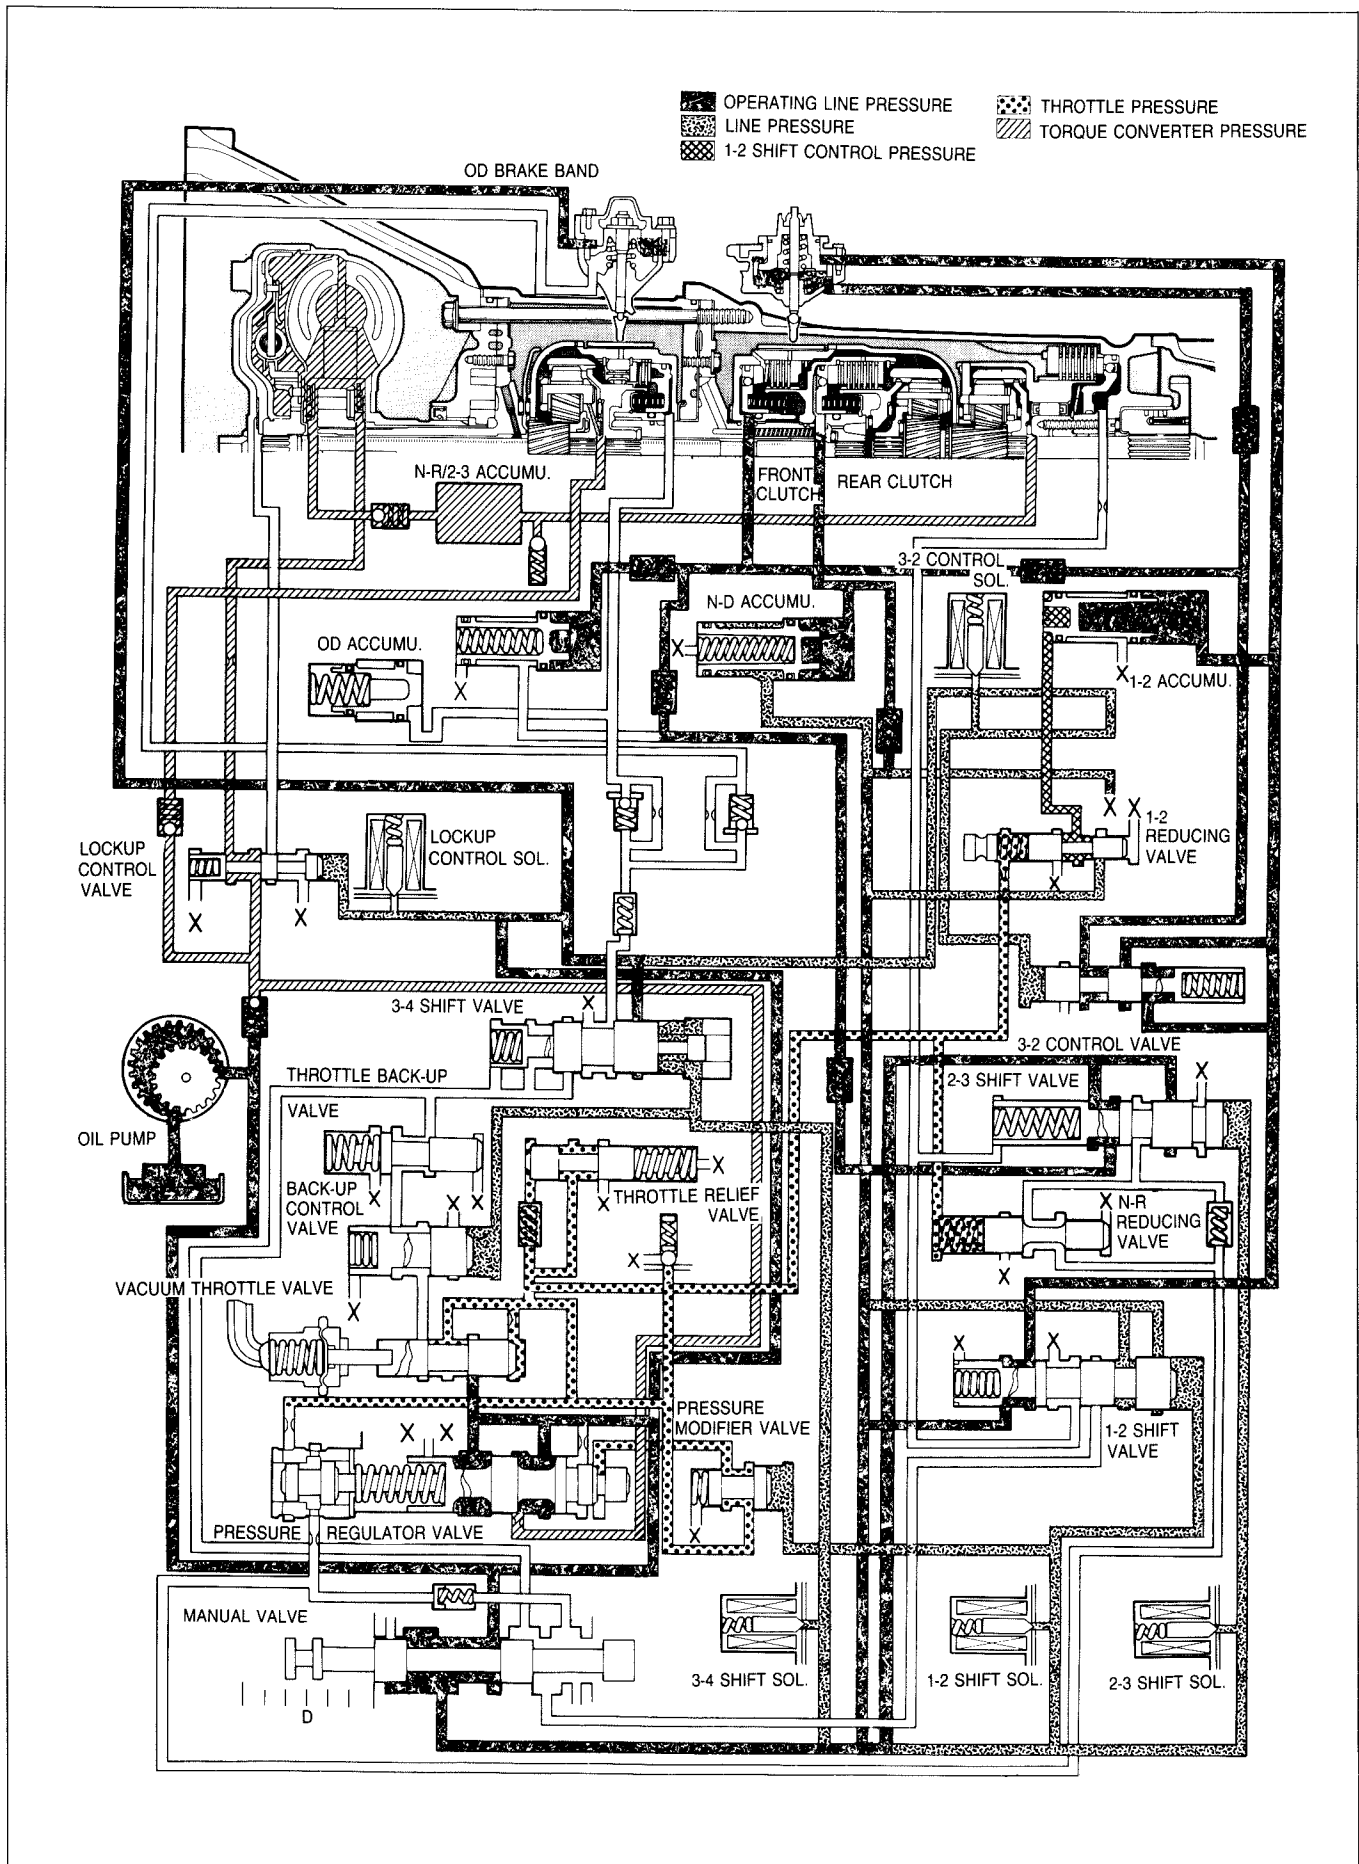 OPERATING LINE PRESSURE
LINE PRESSURE
1-2 SHIFT CONTROL PRESSURE
THROTTLE PRESSURE
TORQUE CONVERTER PRESSURE
OD BRAKE BAND
N-R/2-3 ACCUMU.
FRONT
CLUTCH
REAR CLUTCH
3-2 CONTROL
SOL.
N-D ACCUMU.
OD ACCUMU.
X
X
X
1-2 ACCUMU.
LOCKUP
CONTROL
VALVE
LOCKUP
CONTROL SOL.
X
X
1-2
REDUCING
VALVE
X
X
X
3-4 SHIFT VALVE
X
3-2 CONTROL VALVE
THROTTLE BACK-UP
VALVE
2-3 SHIFT VALVE
X
OIL PUMP
BACK-UP
CONTROL
VALVE
X
X
X
X
X
X
THROTTLE RELIEF
VALVE
X
X
N-R
REDUCING
VALVE
X
X
VACUUM THROTTLE VALVE
X
X
X
PRESSURE
MODIFIER VALVE
X
1-2 SHIFT
VALVE
PRESSURE REGULATOR VALVE
MANUAL VALVE
D
3-4 SHIFT SOL.
1-2 SHIFT SOL.
2-3 SHIFT SOL.